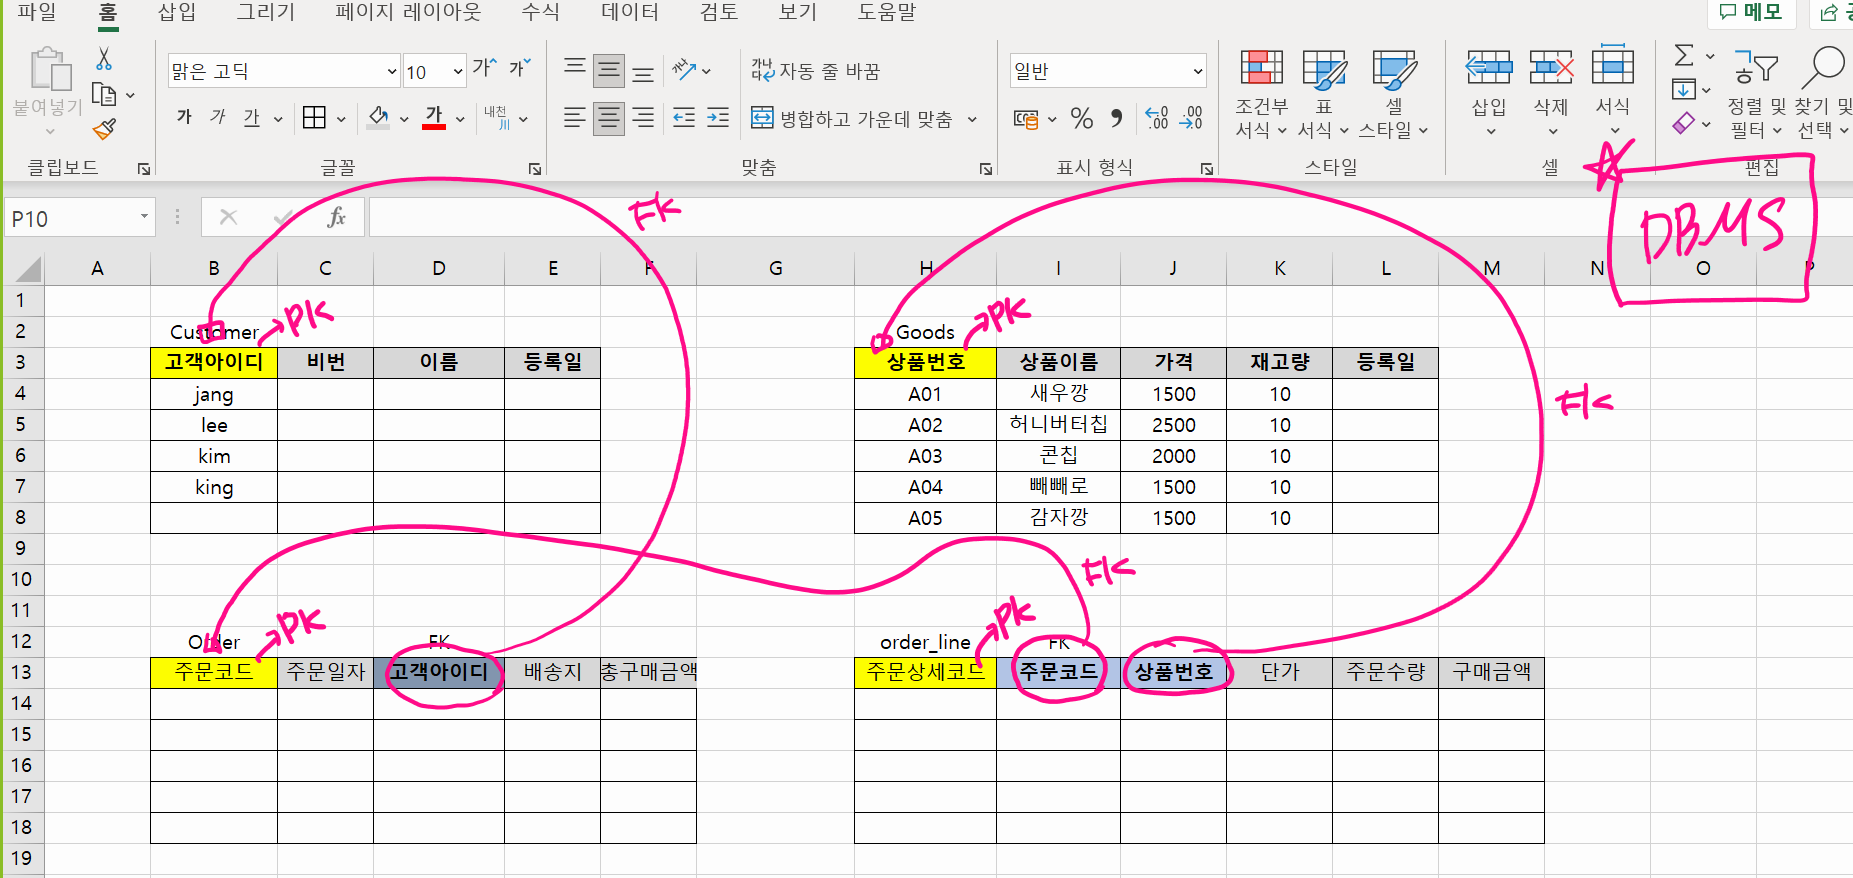 파일 홈 삽입 그리기 페이지 레이아웃 수식 데이터 검토 보기 도움말 메모
맑은 고딕 10 가 가 가나다라 자동 줄 바꿈 일반
붙여넣기 가 가 가 가 내천 병합하고 가운데 맞춤 % 조건부 서식 표 서식 셀 스타일 삽입 삭제 서식 정렬 및 필터 찾기 및 선택
클립보드 글꼴 맞춤 표시 형식 스타일 셀 편집
FK
DBMS
P10 fx
A B C D E F G H I J K L M N O P
1
PK PK
2 Customer Goods
3 고객아이디 비번 이름 등록일 상품번호 상품이름 가격 재고량 등록일
4 jang A01 새우깡 1500 10
FK
5 lee A02 허니버터칩 2500 10
6 kim A03 콘칩 2000 10
7 king A04 빼빼로 1500 10
8 A05 감자깡 1500 10
9
10
FK
11
PK PK
12 Order FK order_line FK
13 주문코드 주문일자 고객아이디 배송지 총구매금액 주문상세코드 주문코드 상품번호 단가 주문수량 구매금액
14
15
16
17
18
19